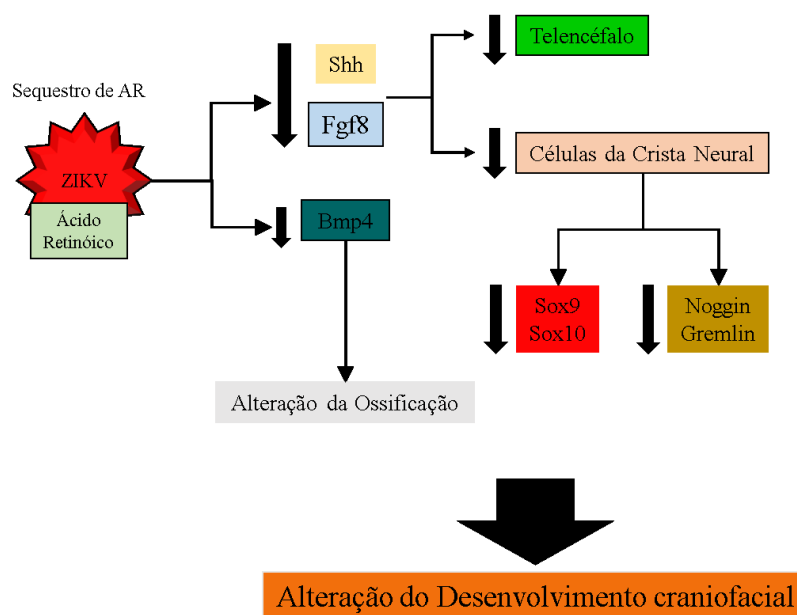 Sequestro de AR
ZIKV
Ácido
Retinóico
Shh
Fgf8
Bmp4
Telencéfalo
Células da Crista Neural
Sox9
Sox10
Noggin
Gremlin
Alteração da Ossificação
Alteração do Desenvolvimento craniofacial